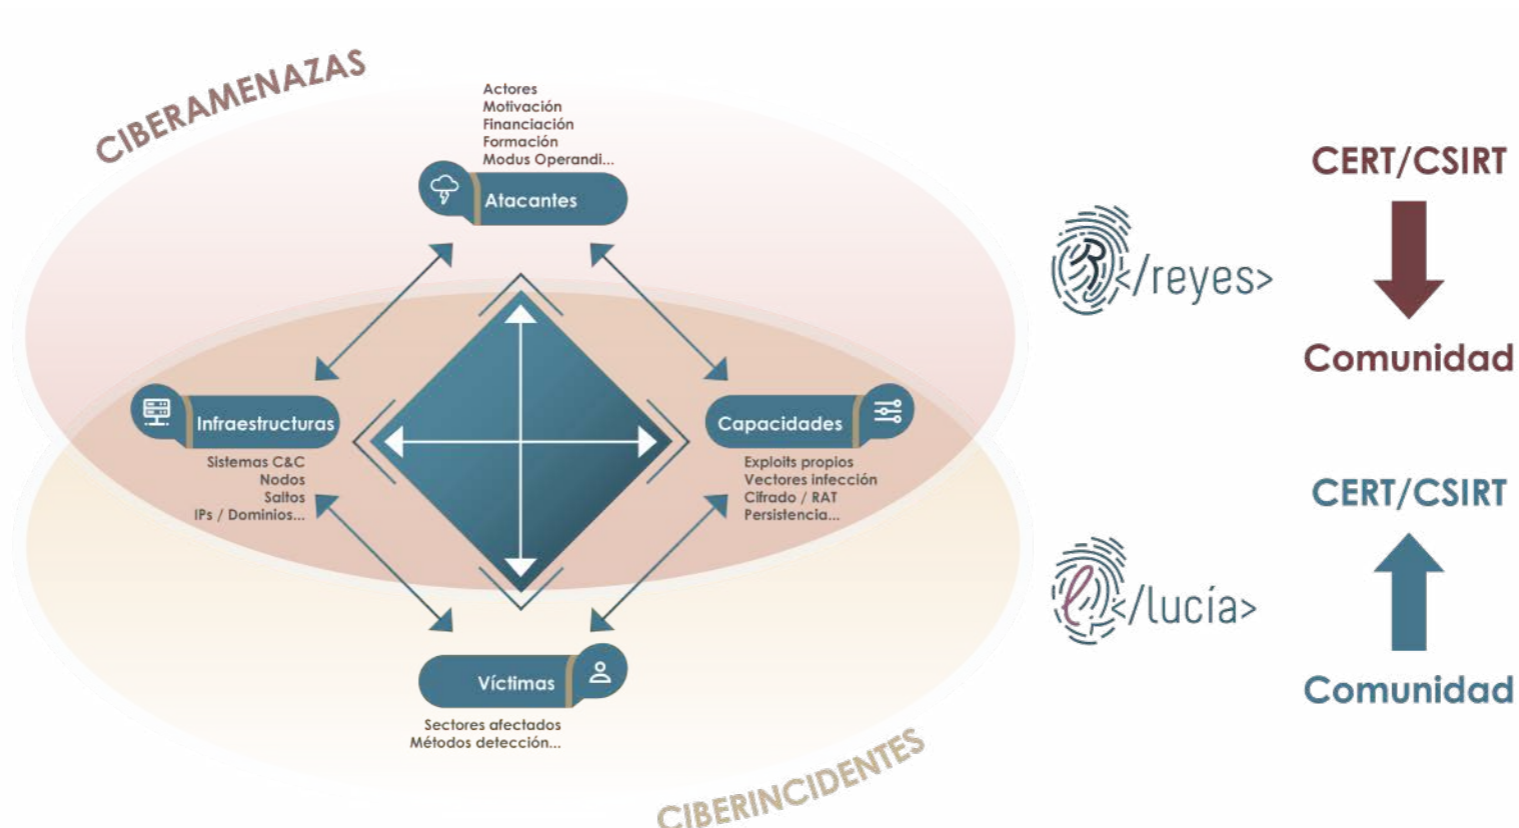 CIBERAMENAZAS
Actores
Motivación
Financiación
Formación
Modus Operandi...
Atacantes
Infraestructuras
Sistemas C&C
Nodos
Saltos
IPs / Dominios...
Capacidades
Exploits propios
Vectores infección
Cifrado / RAT
Persistencia...
Víctimas
Sectores afectados
Métodos detección...
CIBERINCIDENTES
</reyes>
CERT/CSIRT
Comunidad
</lucía>
CERT/CSIRT
Comunidad